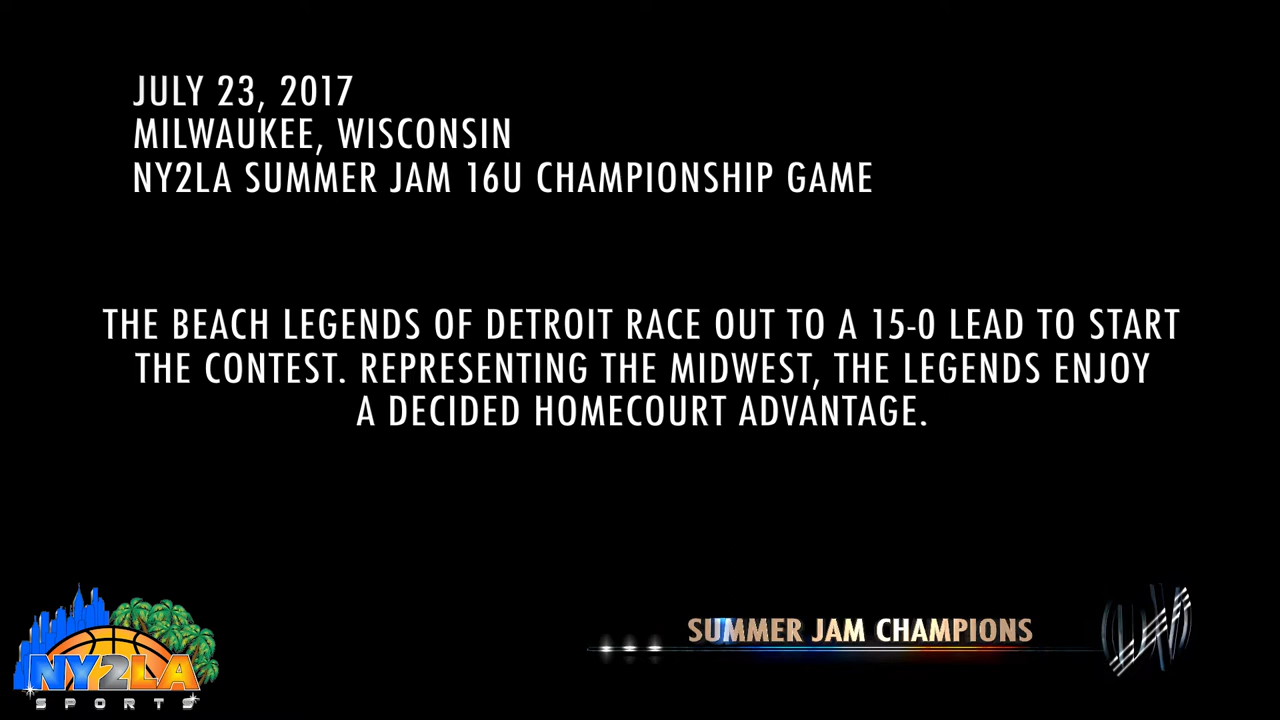 JULY 23, 2017
MILWAUKEE, WISCONSIN
NY2LA SUMMER JAM 16U CHAMPIONSHIP GAME
THE BEACH LEGENDS OF DETROIT RACE OUT TO A 15-0 LEAD TO START
THE CONTEST. REPRESENTING THE MIDWEST, THE LEGENDS ENJOY
A DECIDED HOMECOURT ADVANTAGE.
SUMMER JAM CHAMPIONS
NY2LA
SPORTS